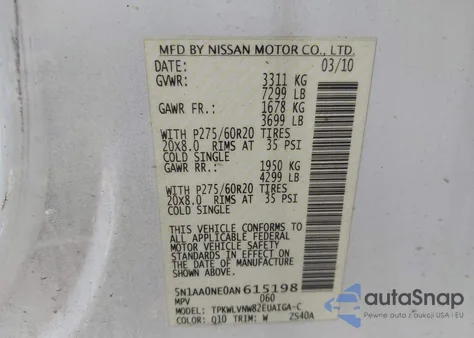 MFD BY NISSAN MOTOR CO., LTD.
DATE: 03/10
GVWR: 3311 KG
7299 LB
GAWR FR.: 1678 KG
3699 LB
WITH P275/60R20 TIRES
20X8.0 RIMS AT 35 PSI
COLD SINGLE
GAWR RR.: 1950 KG
4299 LB
WITH P275/60R20 TIRES
20X8.0 RIMS AT 35 PSI
COLD SINGLE
THIS VEHICLE CONFORMS TO
ALL APPLICABLE FEDERAL
MOTOR VEHICLE SAFETY
STANDARDS IN EFFECT ON
THE DATE OF MANUFACTURE
SHOWN ABOVE.
5N1AA0NE0AN615198
MPV 060
MODEL: TPKWLVNW82EUAIGA-C
COLOR: Q10 TRIM: W ZS40A
autoSnap
Pewne auto z USA i EU